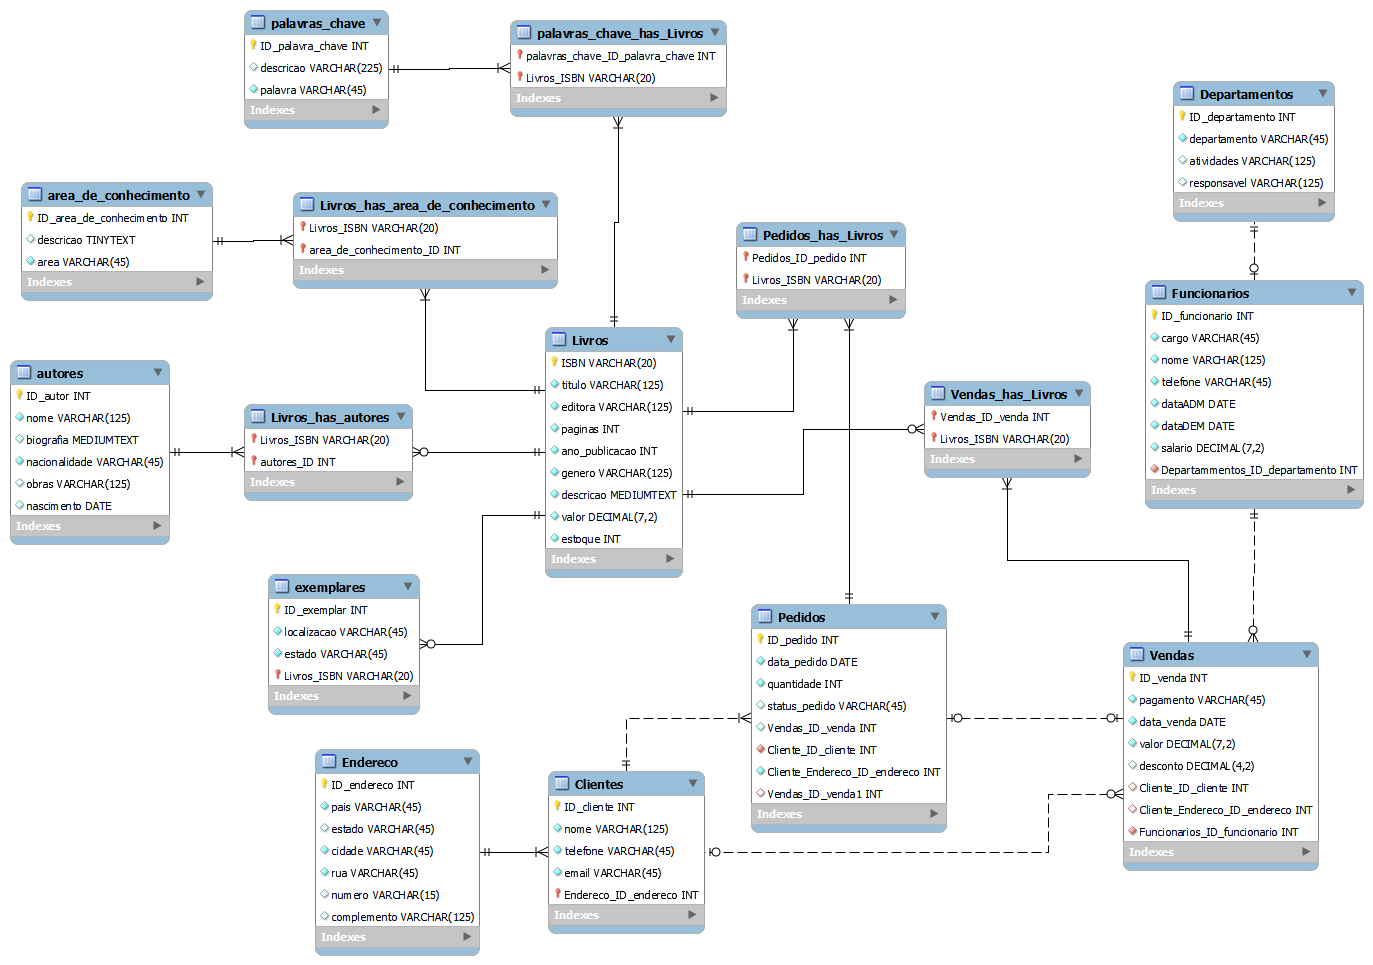 palavras_chave
ID_palavra_chave INT
descricao VARCHAR(225)
palavra VARCHAR(45)
Indexes
palavras_chave_has_Livros
palavras_chave_ID_palavra_chave INT
Livros_ISBN VARCHAR(20)
Indexes
Departamentos
ID_departamento INT
departamento VARCHAR(45)
atividades VARCHAR(125)
responsavel VARCHAR(125)
Indexes
area_de_conhecimento
ID_area_de_conhecimento INT
descricao TINYTEXT
area VARCHAR(45)
Indexes
Livros_has_area_de_conhecimento
Livros_ISBN VARCHAR(20)
area_de_conhecimento_ID INT
Indexes
Pedidos_has_Livros
Pedidos_ID_pedido INT
Livros_ISBN VARCHAR(20)
Indexes
Funcionarios
ID_funcionario INT
cargo VARCHAR(45)
nome VARCHAR(125)
telefone VARCHAR(45)
dataADM DATE
dataDEM DATE
salario DECIMAL(7,2)
Departammentos_ID_departamento INT
Indexes
Livros
ISBN VARCHAR(20)
titulo VARCHAR(125)
editora VARCHAR(125)
paginas INT
ano_publicacao INT
genero VARCHAR(125)
descricao MEDIUMTEXT
valor DECIMAL(7,2)
estoque INT
Indexes
autores
ID_autor INT
nome VARCHAR(125)
biografia MEDIUMTEXT
nacionalidade VARCHAR(45)
obras VARCHAR(125)
nascimento DATE
Indexes
Livros_has_autores
Livros_ISBN VARCHAR(20)
autores_ID INT
Indexes
Vendas_has_Livros
Vendas_ID_venda INT
Livros_ISBN VARCHAR(20)
Indexes
exemplares
ID_exemplar INT
localizacao VARCHAR(45)
estado VARCHAR(45)
Livros_ISBN VARCHAR(20)
Indexes
Pedidos
ID_pedido INT
data_pedido DATE
quantidade INT
status_pedido VARCHAR(45)
Vendas_ID_venda INT
Cliente_ID_cliente INT
Cliente_Endereco_ID_endereco INT
Vendas_ID_venda1 INT
Indexes
Vendas
ID_venda INT
pagamento VARCHAR(45)
data_venda DATE
valor DECIMAL(7,2)
desconto DECIMAL(4,2)
Cliente_ID_cliente INT
Cliente_Endereco_ID_endereco INT
Funcionarios_ID_funcionario INT
Indexes
Endereco
ID_endereco INT
pais VARCHAR(45)
estado VARCHAR(45)
cidade VARCHAR(45)
rua VARCHAR(45)
numero VARCHAR(15)
complemento VARCHAR(125)
Indexes
Clientes
ID_cliente INT
nome VARCHAR(125)
telefone VARCHAR(45)
email VARCHAR(45)
Endereco_ID_endereco INT
Indexes